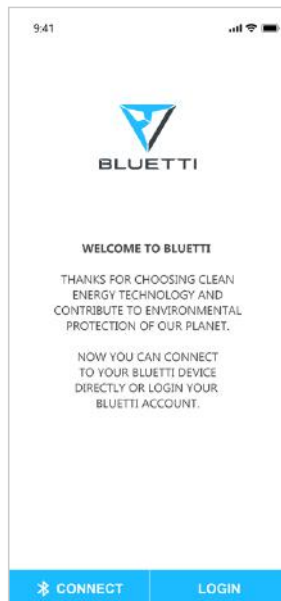 9:41
BLUETTI
WELCOME TO BLUETTI
THANKS FOR CHOOSING CLEAN
ENERGY TECHNOLOGY AND
CONTRIBUTE TO ENVIRONMENTAL
PROTECTION OF OUR PLANET.
NOW YOU CAN CONNECT
TO YOUR BLUETTI DEVICE
DIRECTLY OR LOGIN YOUR
BLUETTI ACCOUNT.
CONNECT LOGIN